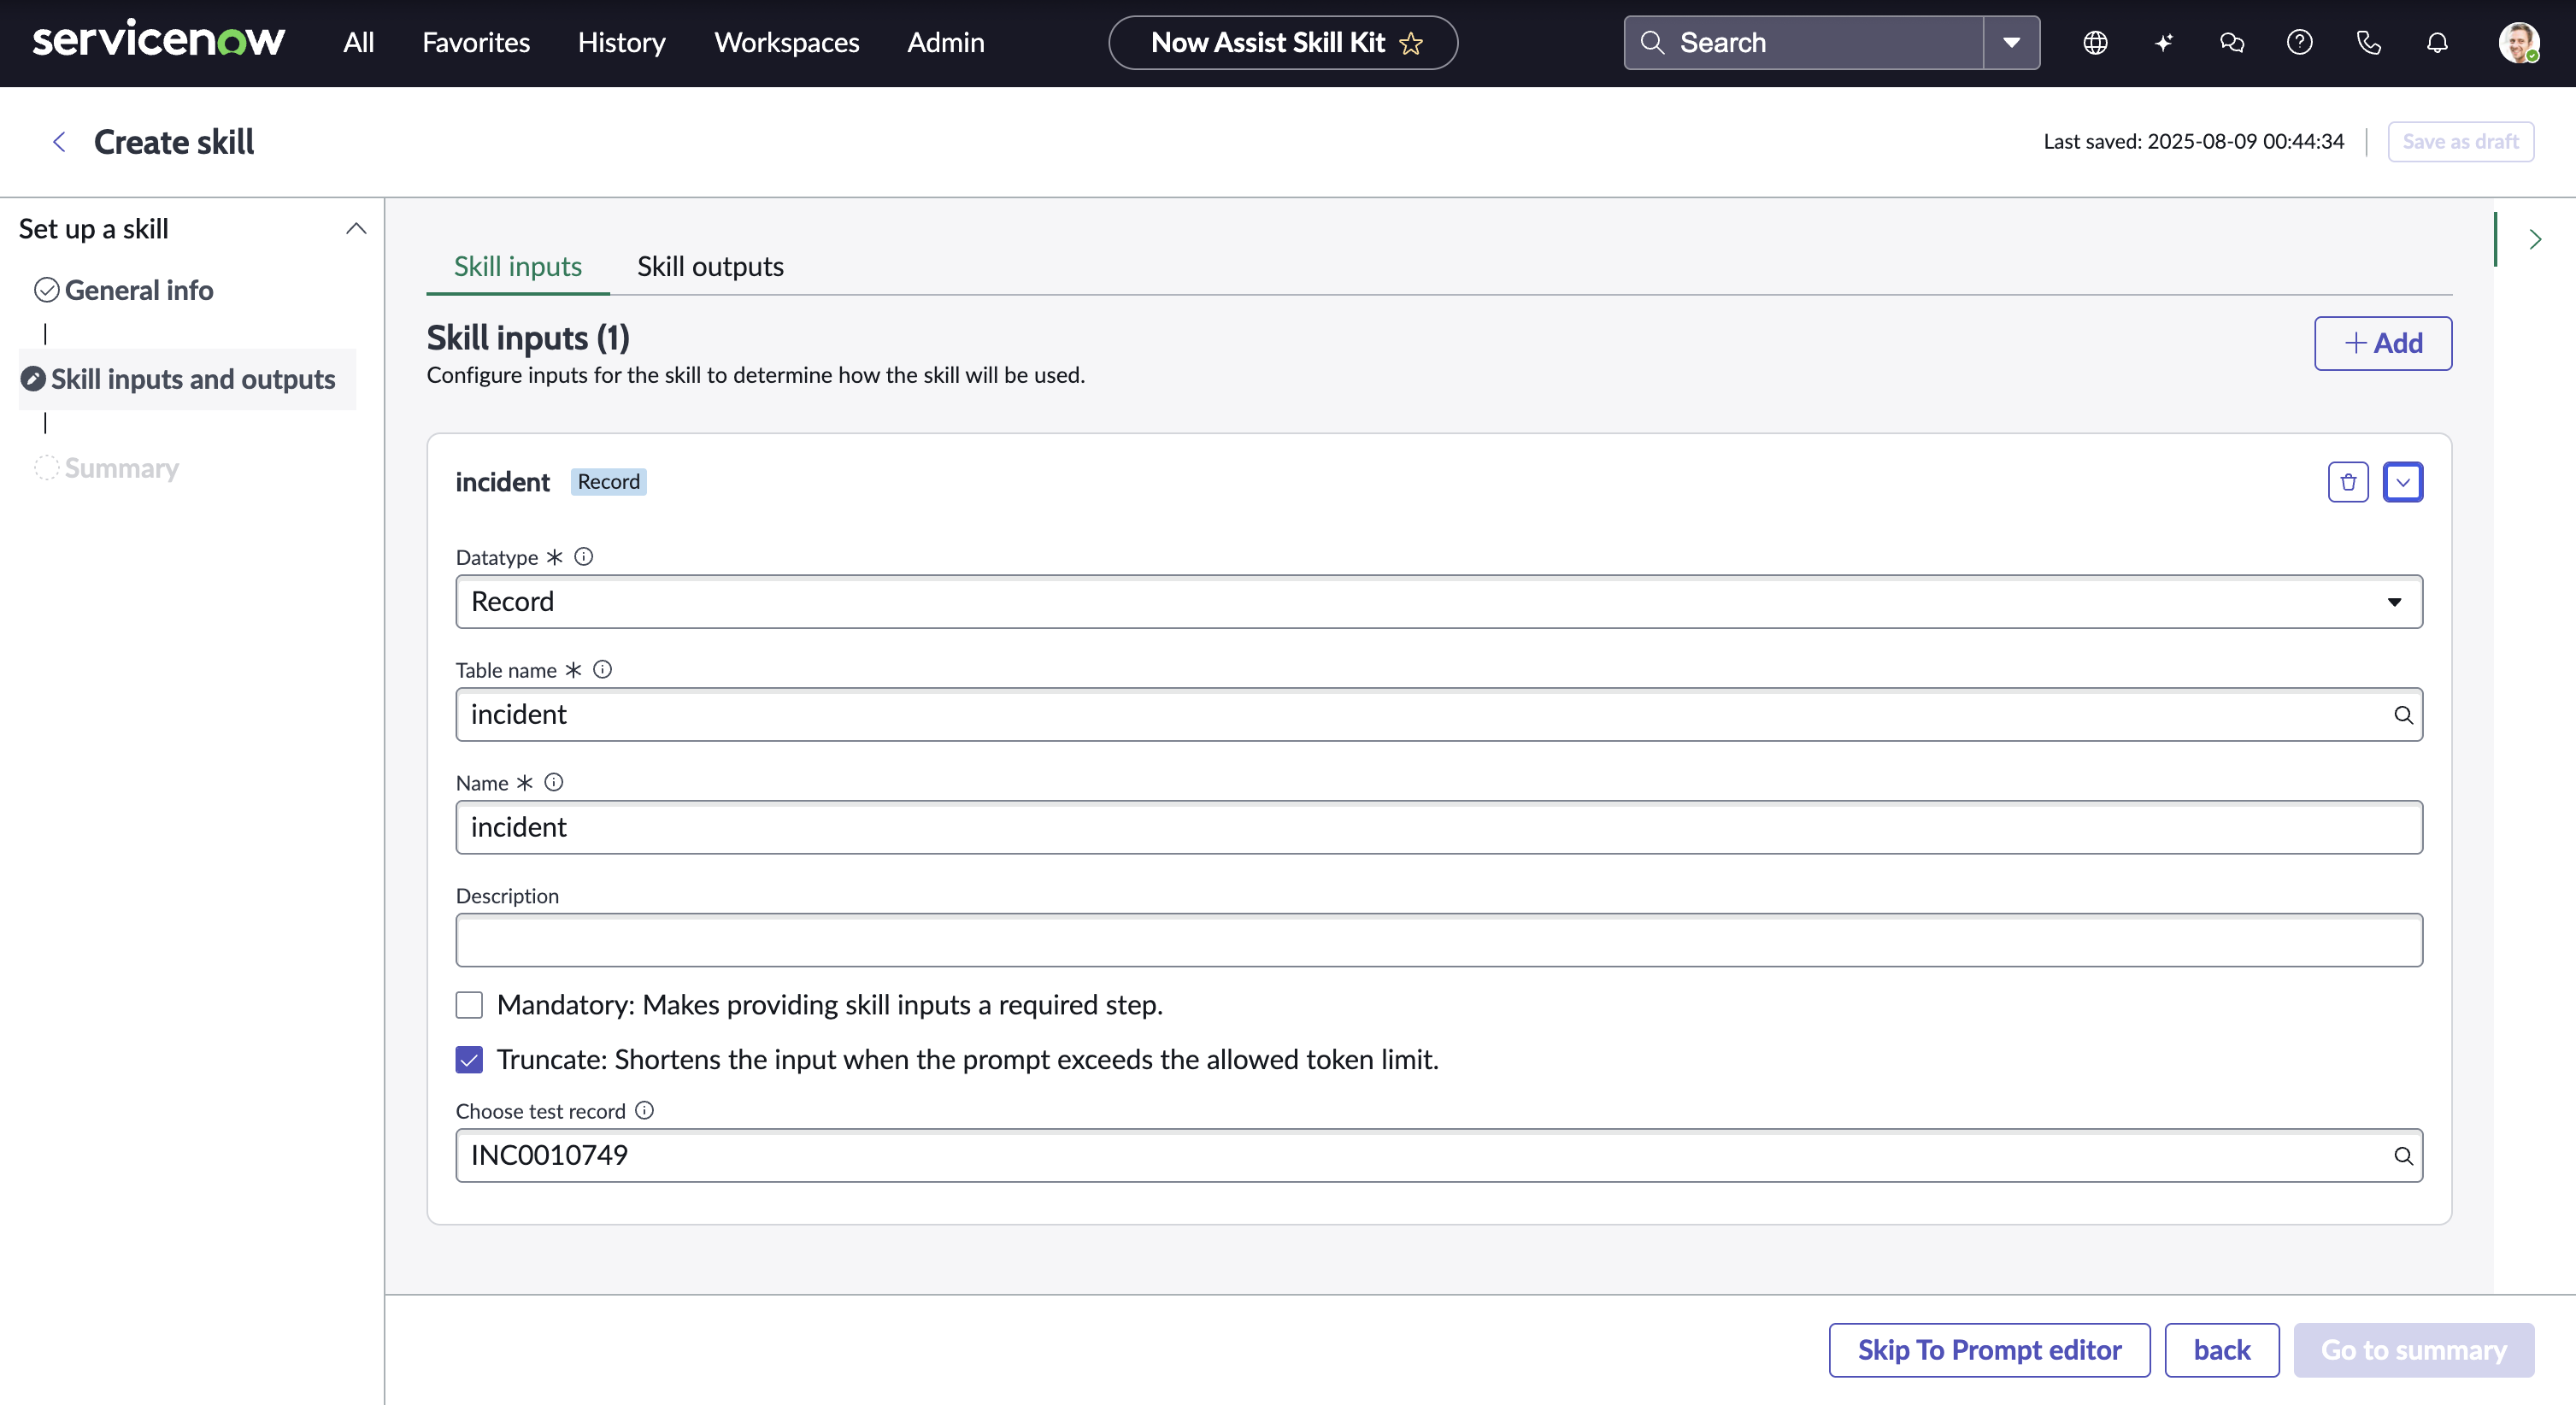 servicenow All Favorites History Workspaces Admin Now Assist Skill Kit Search
Create skill Last saved: 2025-08-09 00:44:34 Save as draft
Set up a skill
General info
Skill inputs and outputs
Summary
Skill inputs Skill outputs
Skill inputs (1)
+ Add
Configure inputs for the skill to determine how the skill will be used.
incident Record
Datatype *
Record
Table name *
incident
Name *
incident
Description
Mandatory: Makes providing skill inputs a required step.
Truncate: Shortens the input when the prompt exceeds the allowed token limit.
Choose test record
INC0010749
Skip To Prompt editor back Go to summary